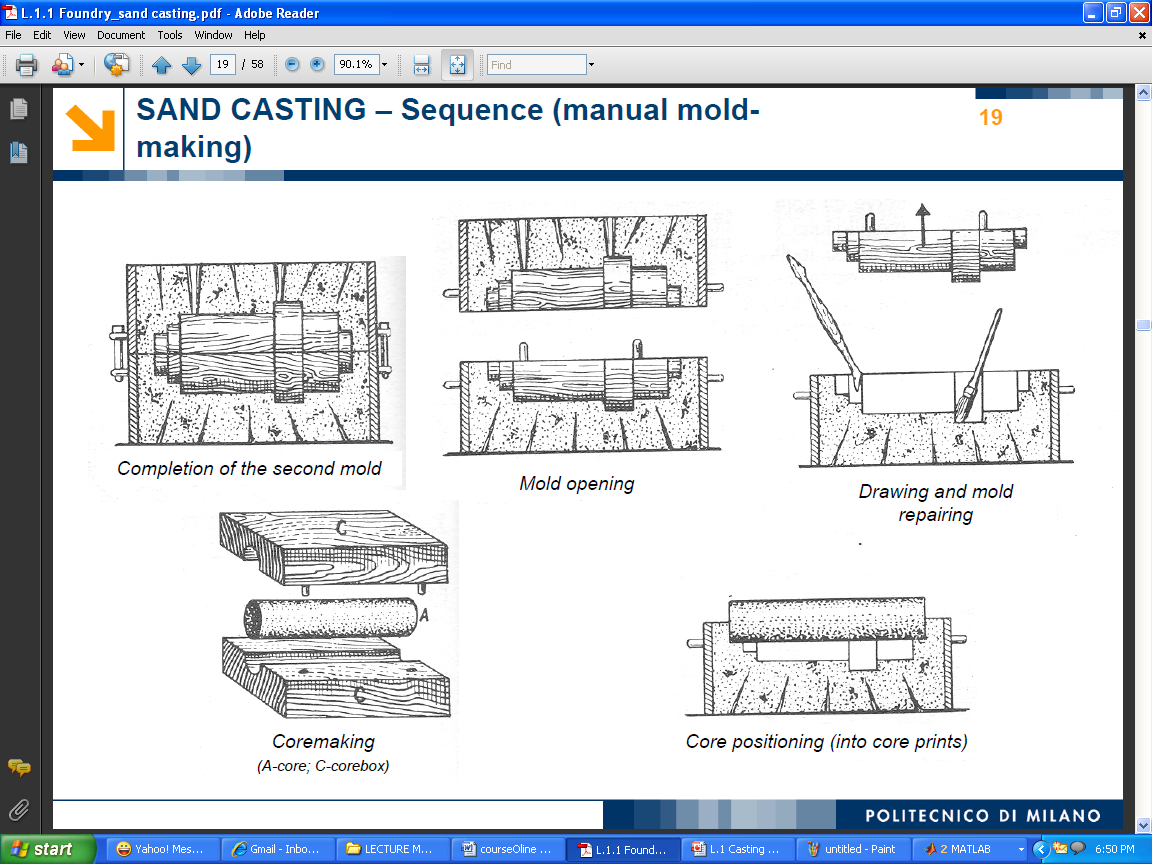 L.1.1 Foundry_sand casting.pdf - Adobe Reader
File Edit View Document Tools Window Help
19 / 58 90.1% Find
SAND CASTING – Sequence (manual mold-
making)
19
Completion of the second mold
Mold opening
Drawing and mold
repairing
C
A
C
Coremaking
(A-core; C-corebox)
Core positioning (into core prints)
POLITECNICO DI MILANO
start Yahoo! Mes... Gmail - Inbo... LECTURE M... courseOline ... L.1.1 Found... L.1 Casting ... untitled - Paint 2 MATLAB 6:50 PM